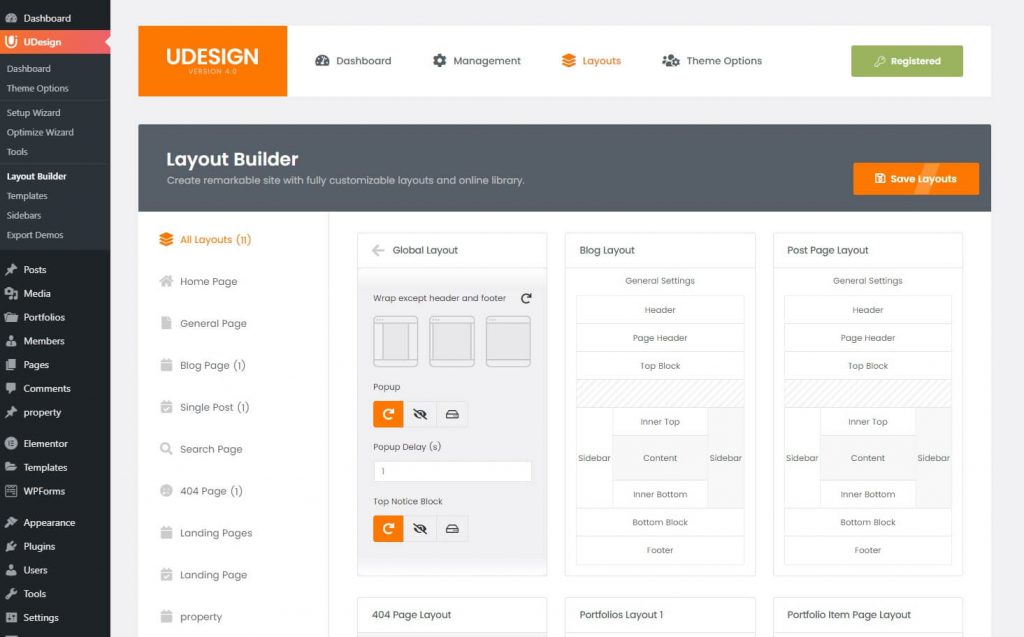 Dashboard
UDesign
Dashboard
Theme Options
Setup Wizard
Optimize Wizard
Tools
Layout Builder
Templates
Sidebars
Export Demos
Posts
Media
Portfolios
Members
Pages
Comments
property
Elementor
Templates
WPForms
Appearance
Plugins
Users
Tools
Settings
UDESIGN
VERSION 4.0
Dashboard
Management
Layouts
Theme Options
Registered
Layout Builder
Create remarkable site with fully customizable layouts and online library.
Save Layouts
All Layouts (11)
Home Page
General Page
Blog Page (1)
Single Post (1)
Search Page
404 Page (1)
Landing Pages
Landing Page
property
Global Layout
Wrap except header and footer
Popup
Popup Delay (s)
1
Top Notice Block
Blog Layout
General Settings
Header
Page Header
Top Block
Inner Top
Sidebar
Content
Sidebar
Inner Bottom
Bottom Block
Footer
Post Page Layout
General Settings
Header
Page Header
Top Block
Inner Top
Sidebar
Content
Sidebar
Inner Bottom
Bottom Block
Footer
404 Page Layout
Portfolios Layout 1
Portfolio Item Page Layout